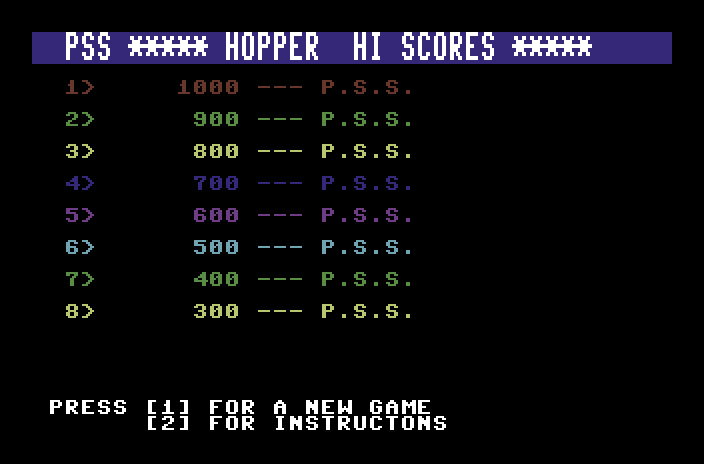 PSS ***** HOPPER  HI SCORES *****
1>     1000 --- P.S.S.
2>      900 --- P.S.S.
3>      800 --- P.S.S.
4>      700 --- P.S.S.
5>      600 --- P.S.S.
6>      500 --- P.S.S.
7>      400 --- P.S.S.
8>      300 --- P.S.S.
PRESS [1] FOR A NEW GAME
[2] FOR INSTRUCTONS